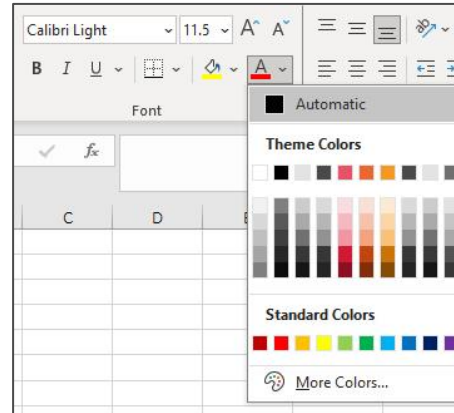 Calibri Light 11.5 A^ A˅
B I U A
Font
Automatic
fx
Theme Colors
C D
Standard Colors
More Colors...